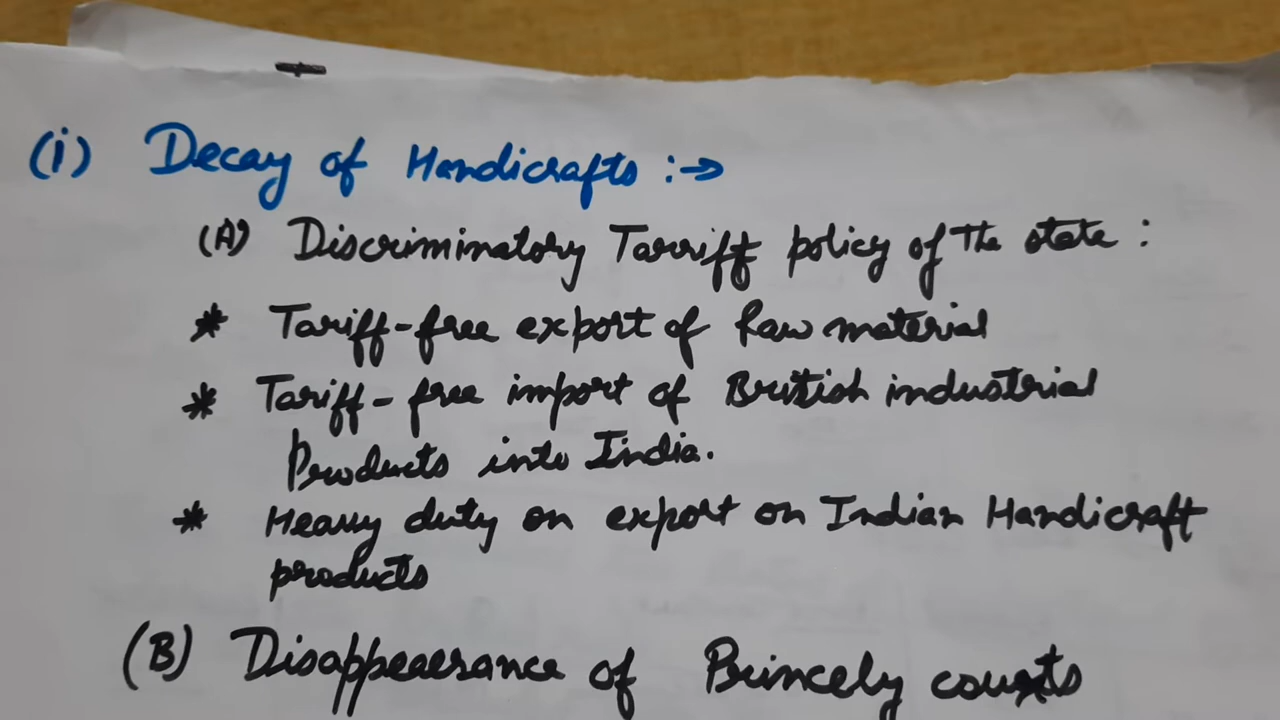 (i) Decay of Handicrafts :→
(A) Discriminatory Tarriff policy of The state :
* Tariff-free export of Raw material
* Tariff-free import of British industrial
Products into India.
* Heavy duty on export on Indian Handicraft
products
(B) Disappearance of Princely courts